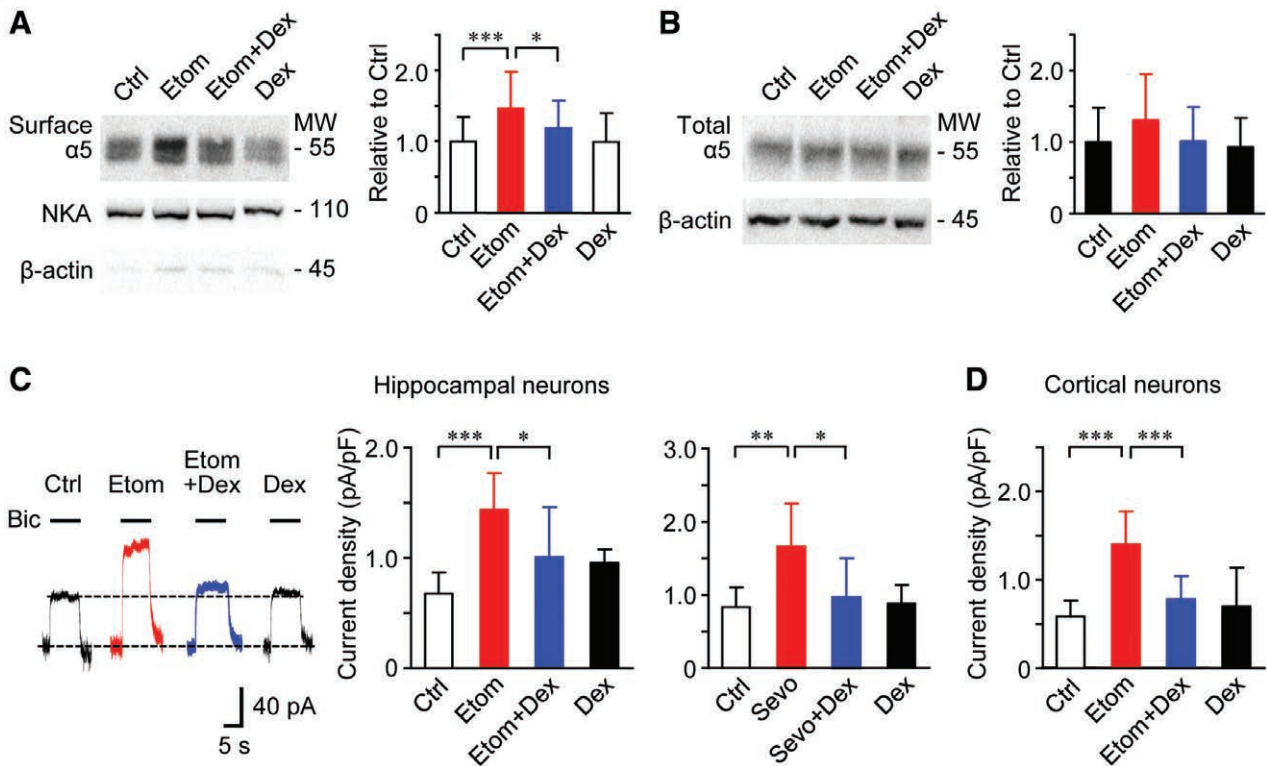 A
Ctrl
Etom
Etom+Dex
Dex
Surface
α5
MW
- 55
NKA
- 110
β-actin
- 45
Relative to Ctrl
2.0
1.0
0
***
*
Ctrl
Etom
Etom+Dex
Dex
B
Ctrl
Etom
Etom+Dex
Dex
Total
α5
MW
- 55
β-actin
- 45
Relative to Ctrl
2.0
1.0
0
Ctrl
Etom
Etom+Dex
Dex
C
Hippocampal neurons
Ctrl
Etom
Etom
+Dex
Dex
Bic
40 pA
5 s
Current density (pA/pF)
2.0
1.0
0
***
*
Ctrl
Etom
Etom+Dex
Dex
Current density (pA/pF)
3.0
2.0
1.0
0
**
*
Ctrl
Sevo
Sevo+Dex
Dex
D
Cortical neurons
Current density (pA/pF)
2.0
1.0
0
***
***
Ctrl
Etom
Etom+Dex
Dex